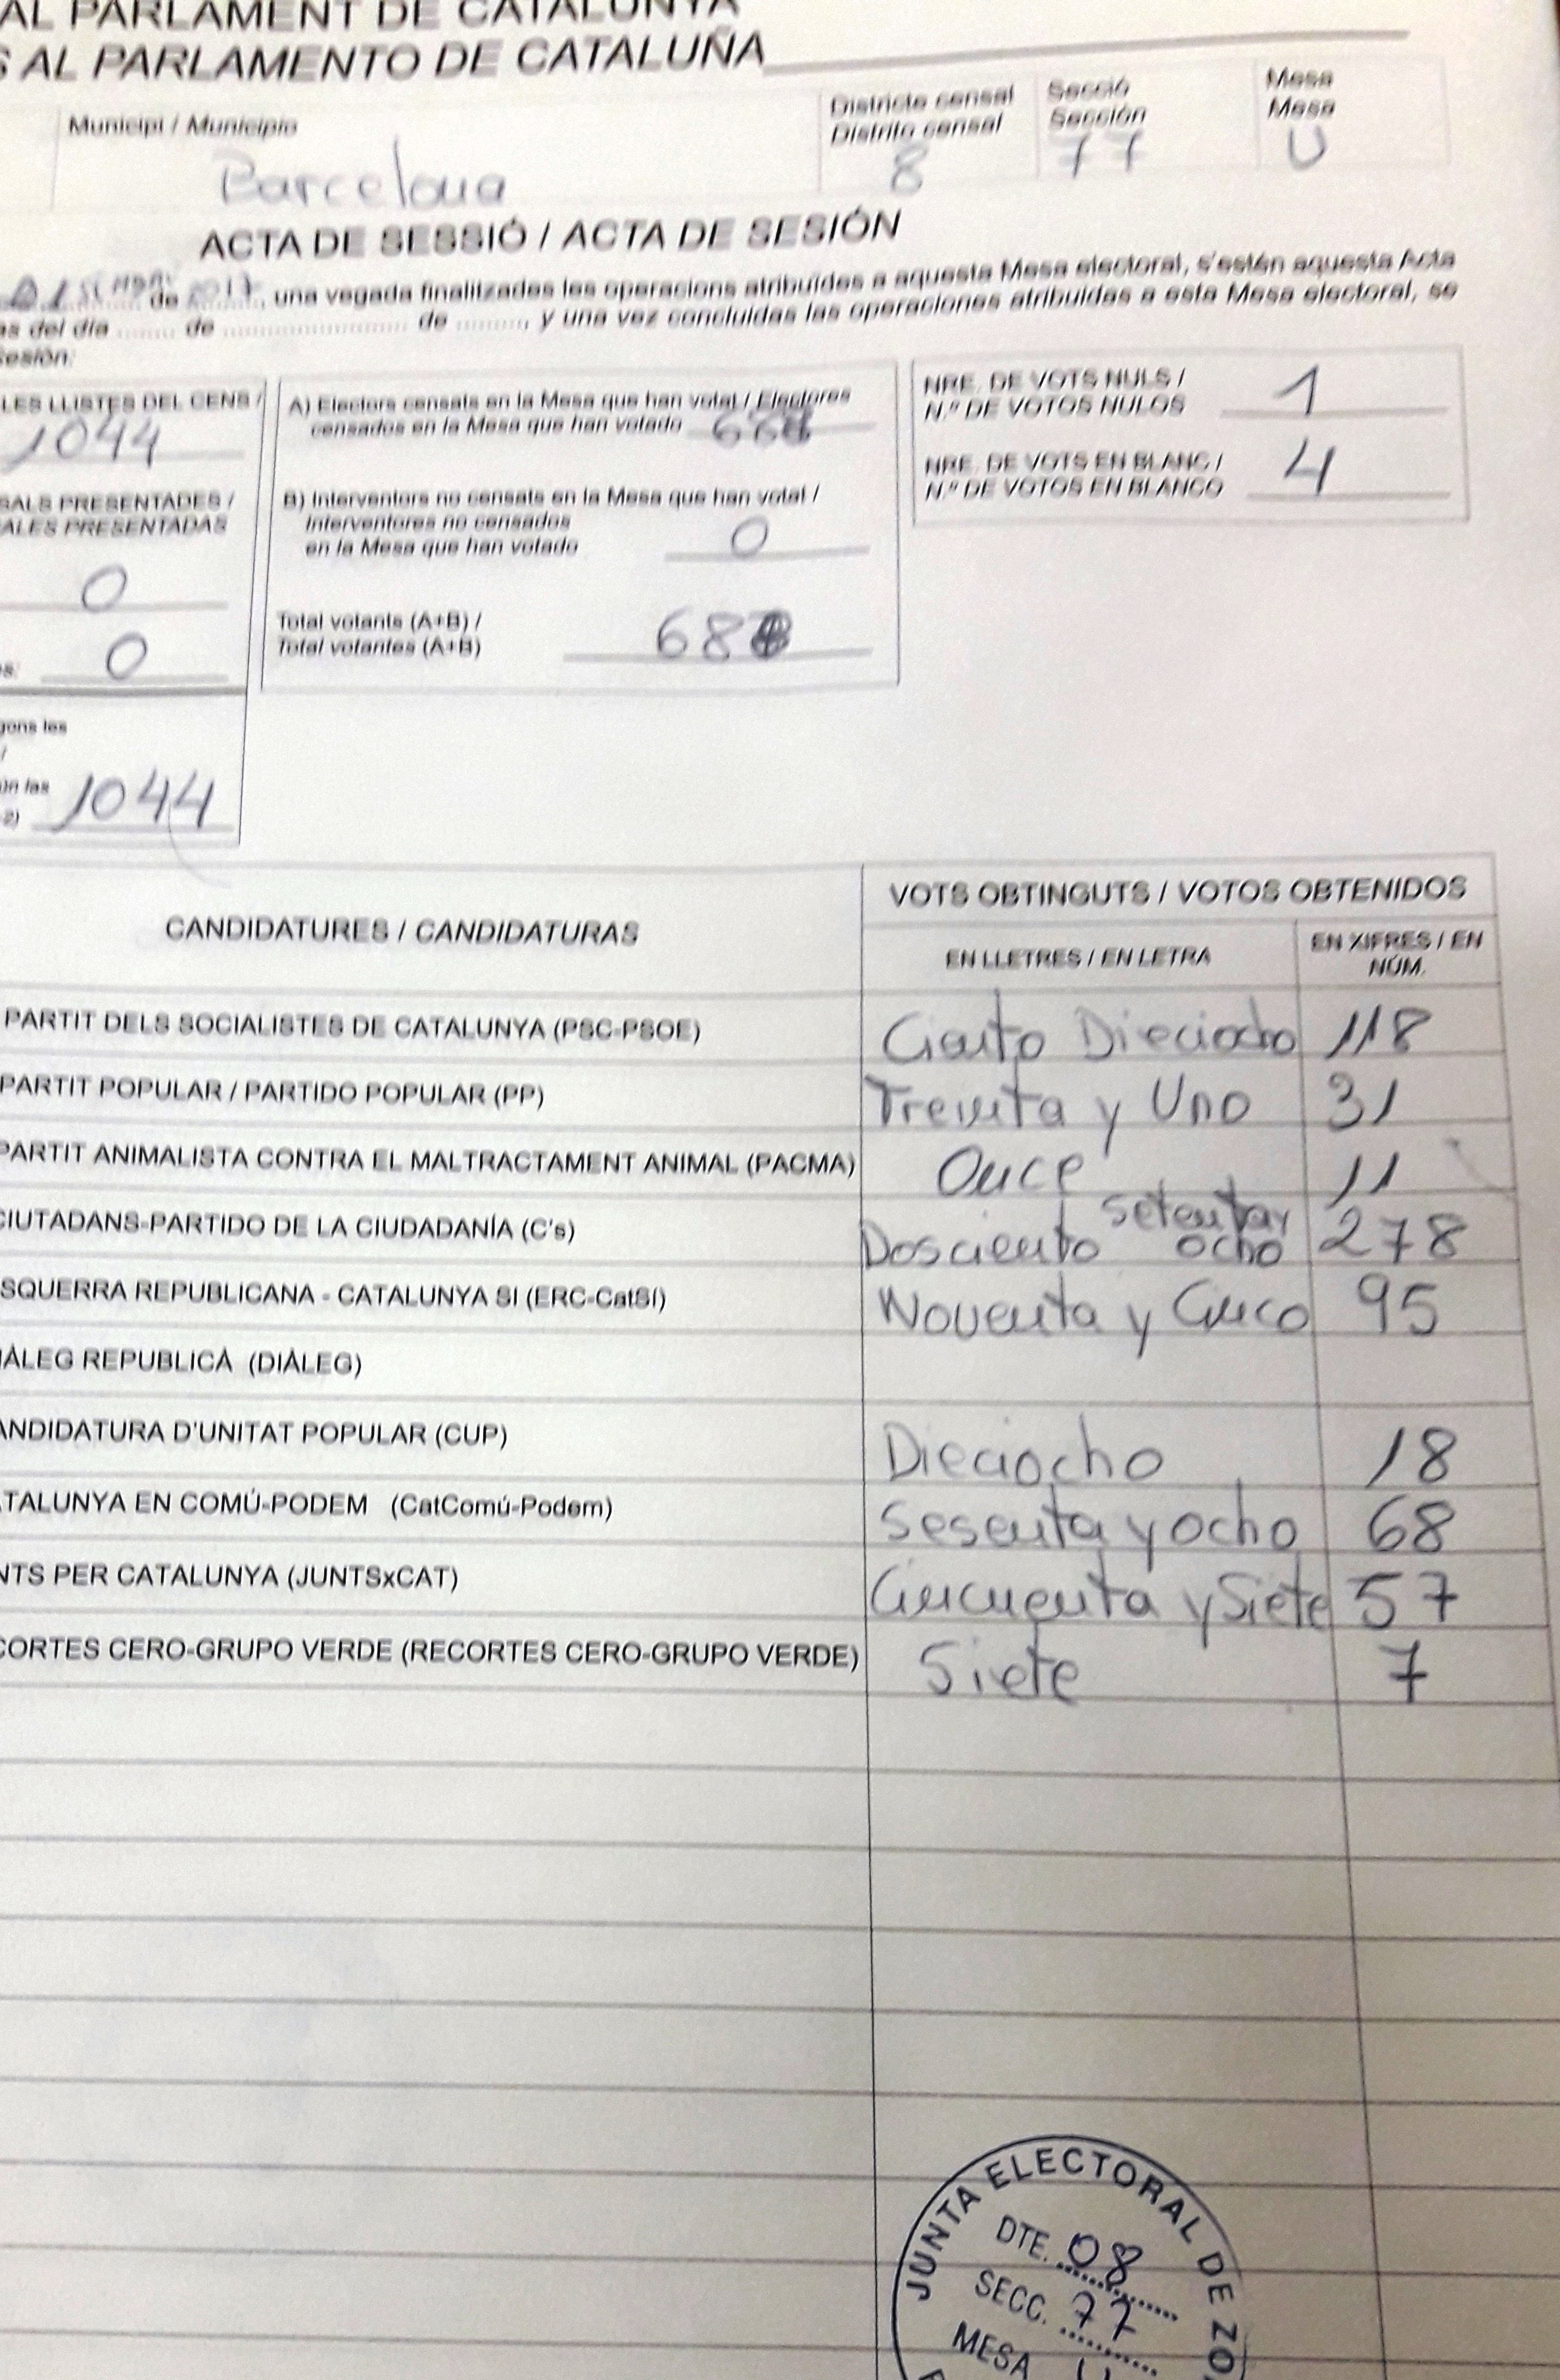 AL PARLAMENT DE CATALUNYA
S AL PARLAMENTO DE CATALUÑA
Municipi / Municipio
Barcelona
Districte censal
Distrito censal
8
Secció
Sección
77
Mesa
Mesa
U
ACTA DE SESSIÓ / ACTA DE SESIÓN
de 2017, una vegada finalitzades les operacions atribuïdes a aquesta Mesa electoral, s'estén aquesta Acta
as del día ........ de ........................ de ........., y una vez concluidas las operaciones atribuidas a esta Mesa electoral, se
Sesión:
LES LLISTES DEL CENS /
1044
SALS PRESENTADES /
ALES PRESENTADAS
0
s: 0
gons les
/
ún las
2) 1044
A) Electors censats en la Mesa que han votat / Electores
censados en la Mesa que han votado
B) Interventors no censats en la Mesa que han votat /
Interventores no censados
en la Mesa que han votado 0
Total votants (A+B) /
Total votantes (A+B)
NRE. DE VOTS NULS /
N.º DE VOTOS NULOS 1
NRE. DE VOTS EN BLANC /
N.º DE VOTOS EN BLANCO 4
CANDIDATURES / CANDIDATURAS
VOTS OBTINGUTS / VOTOS OBTENIDOS
EN LLETRES / EN LETRA
EN XIFRES / EN
NÚM.
PARTIT DELS SOCIALISTES DE CATALUNYA (PSC-PSOE) Ciento Dieciocho 118
PARTIT POPULAR / PARTIDO POPULAR (PP) Treinta y Uno 31
PARTIT ANIMALISTA CONTRA EL MALTRACTAMENT ANIMAL (PACMA) Once 11
CIUTADANS-PARTIDO DE LA CIUDADANÍA (C's) Dosciento setenta y ocho 278
SQUERRA REPUBLICANA - CATALUNYA SI (ERC-CatSí) Noventa y Cinco 95
IÀLEG REPUBLICÀ (DIÀLEG)
ANDIDATURA D'UNITAT POPULAR (CUP) Dieciocho 18
ATALUNYA EN COMÚ-PODEM (CatComú-Podem) Sesenta y ocho 68
NTS PER CATALUNYA (JUNTSxCAT) Cincuenta y Siete 57
CORTES CERO-GRUPO VERDE (RECORTES CERO-GRUPO VERDE) Siete 7
JUNTA ELECTORAL DE ZO
DTE. 08
SECC. 77
MESA U